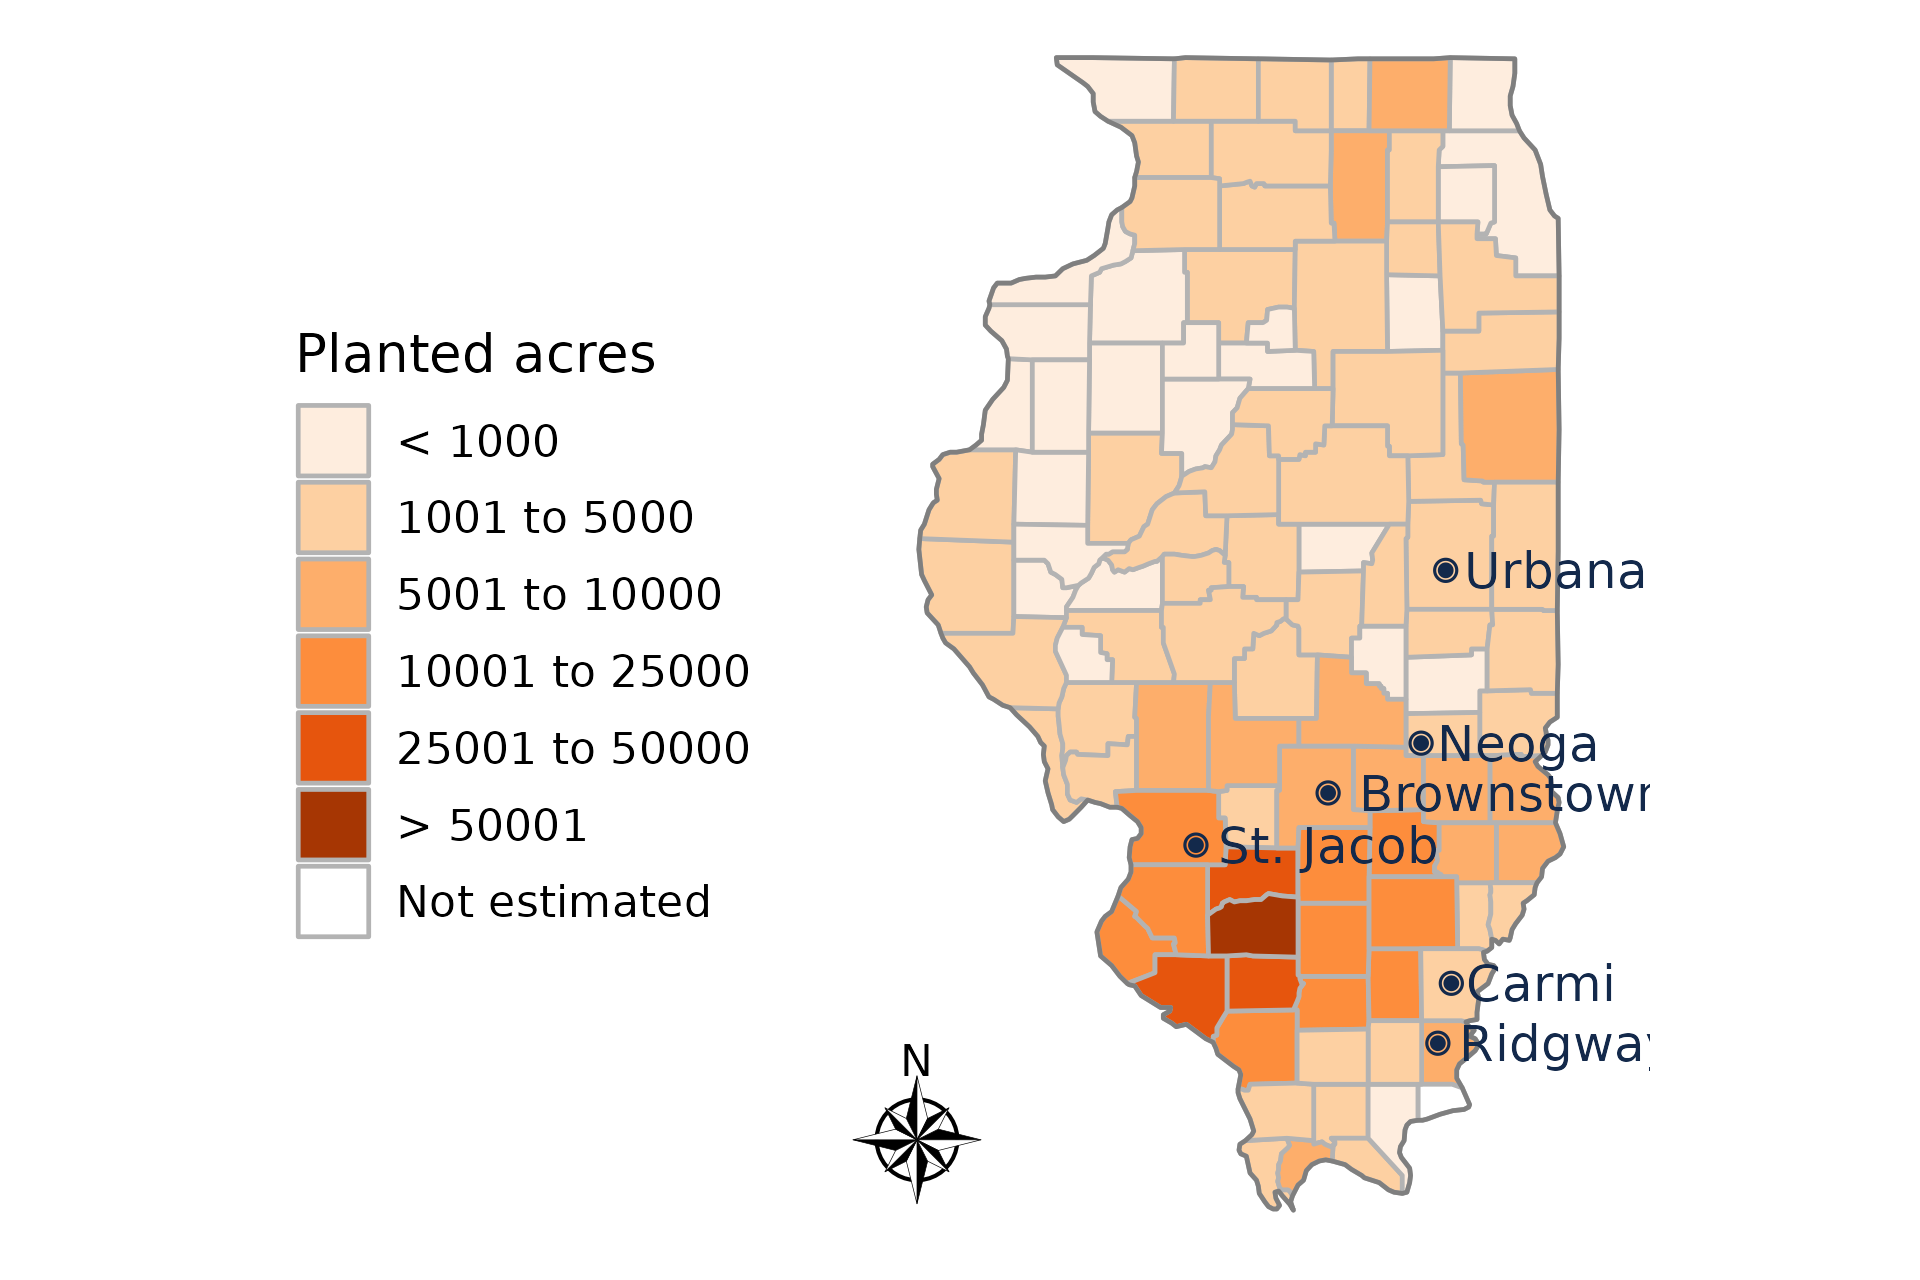 Planted acres
< 1000
1001 to 5000
5001 to 10000
10001 to 25000
25001 to 50000
> 50001
Not estimated
N
Urbana
Neoga
Brownstown
St. Jacob
Carmi
Ridgway